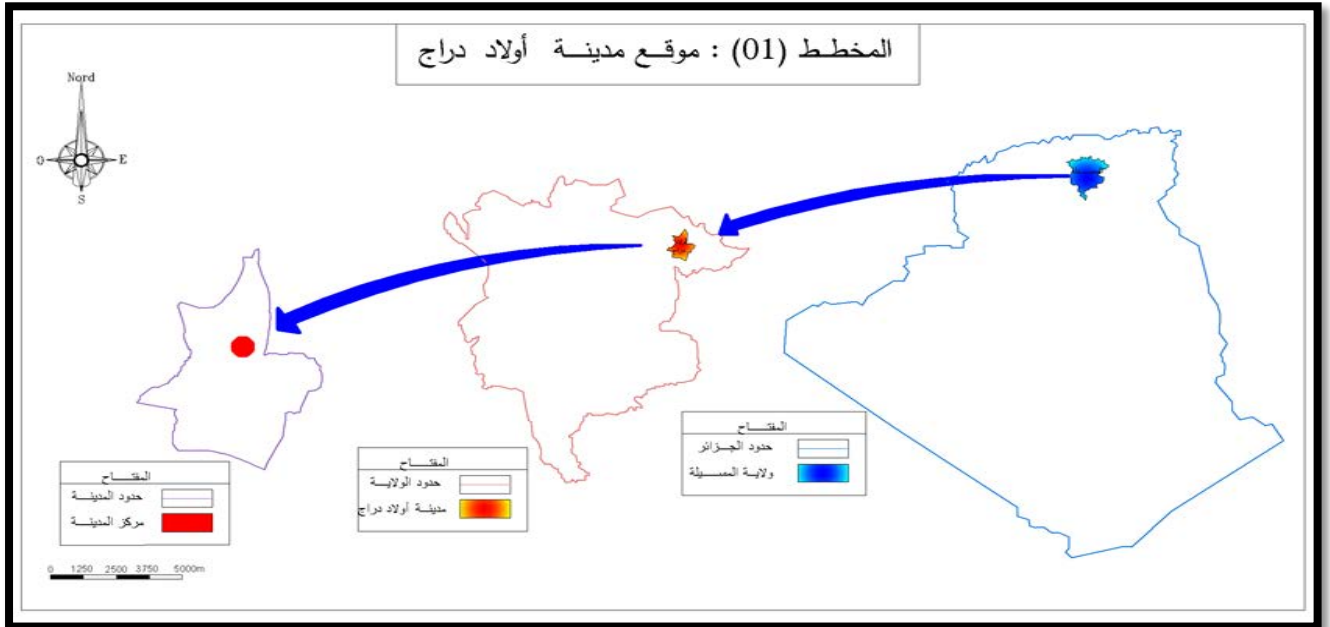 المخطط (01) : موقع مدينة أولاد دراج
Nord
O
E
S
المفتاح
حدود الجزائر
ولاية المسيلة
المفتاح
حدود الولاية
مدينة أولاد دراج
المفتاح
حدود المدينة
مركز المدينة
0 1250 2500 3750 5000m